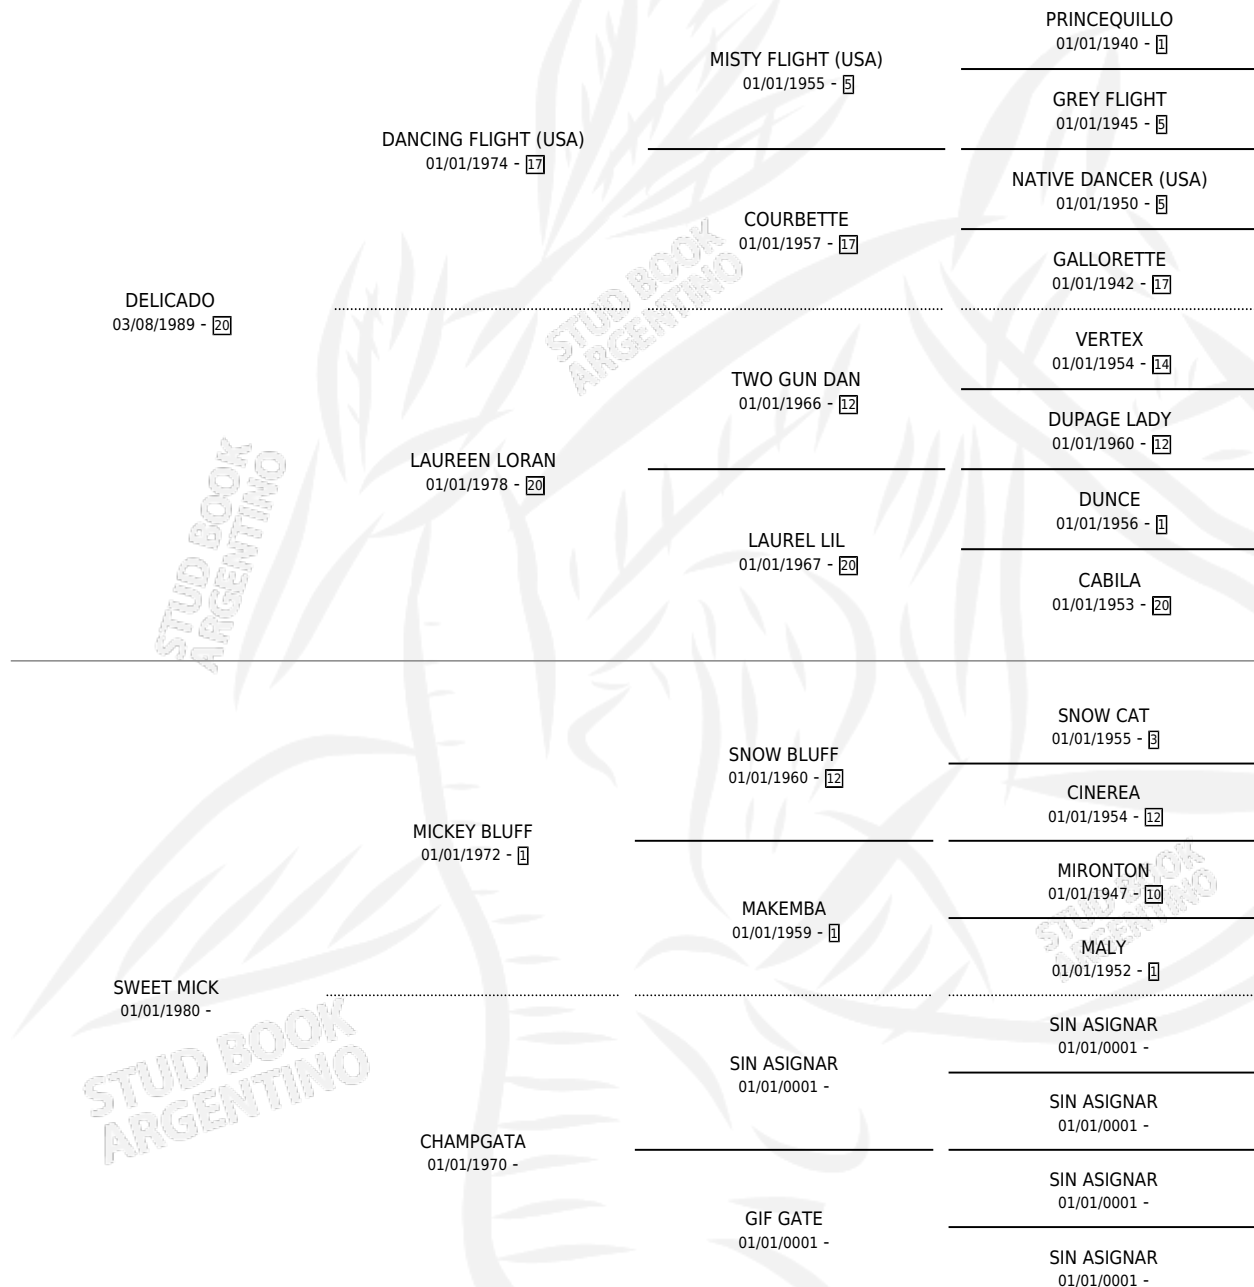 DELICADO
03/08/1989 - 20
DANCING FLIGHT (USA)
01/01/1974 - 17
LAUREEN LORAN
01/01/1978 - 20
MISTY FLIGHT (USA)
01/01/1955 - 5
COURBETTE
01/01/1957 - 17
TWO GUN DAN
01/01/1966 - 12
LAUREL LIL
01/01/1967 - 20
PRINCEQUILLO
01/01/1940 - 1
GREY FLIGHT
01/01/1945 - 5
NATIVE DANCER (USA)
01/01/1950 - 5
GALLORETTE
01/01/1942 - 17
VERTEX
01/01/1954 - 14
DUPAGE LADY
01/01/1960 - 12
DUNCE
01/01/1956 - 1
CABILA
01/01/1953 - 20
SWEET MICK
01/01/1980 -
MICKEY BLUFF
01/01/1972 - 1
CHAMPGATA
01/01/1970 -
SNOW BLUFF
01/01/1960 - 12
MAKEMBA
01/01/1959 - 1
SIN ASIGNAR
01/01/0001 -
GIF GATE
01/01/0001 -
SNOW CAT
01/01/1955 - 3
CINEREA
01/01/1954 - 12
MIRONTON
01/01/1947 - 10
MALY
01/01/1952 - 1
SIN ASIGNAR
01/01/0001 -
SIN ASIGNAR
01/01/0001 -
SIN ASIGNAR
01/01/0001 -
SIN ASIGNAR
01/01/0001 -
STUD BOOK
ARGENTINO
STUD BOOK
ARGENTINO
STUD BOOK
ARGENTINO
STUD BOOK
ARGENTINO